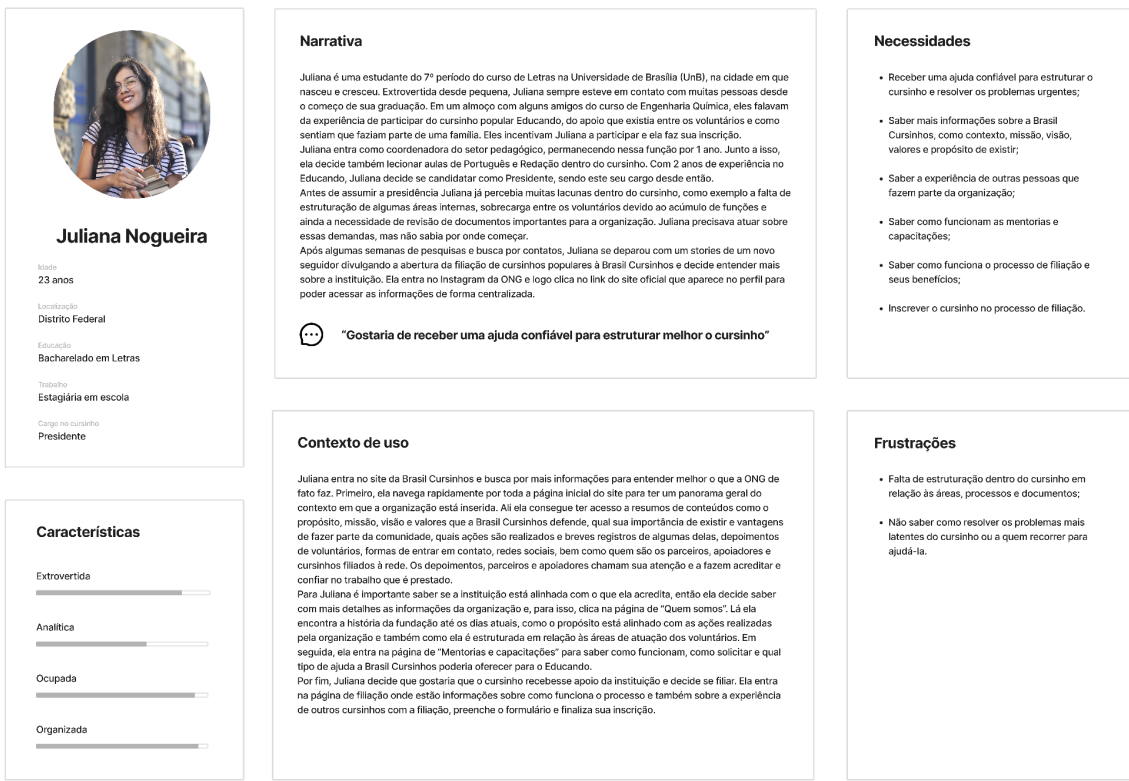 Juliana Nogueira
Idade
23 anos
Localização
Distrito Federal
Educação
Bacharelado em Letras
Trabalho
Estagiária em escola
Cargo no cursinho
Presidente
Características
Extrovertida
Analítica
Ocupada
Organizada
Narrativa
Juliana é uma estudante do 7º período do curso de Letras na Universidade de Brasília (UnB), na cidade em que
nasceu e cresceu. Extrovertida desde pequena, Juliana sempre esteve em contato com muitas pessoas desde
o começo de sua graduação. Em um almoço com alguns amigos do curso de Engenharia Química, eles falavam
da experiência de participar do cursinho popular Educando, do apoio que existia entre os voluntários e como
sentiam que faziam parte de uma família. Eles incentivam Juliana a participar e ela faz sua inscrição.
Juliana entra como coordenadora do setor pedagógico, permanecendo nessa função por 1 ano. Junto a isso,
ela decide também lecionar aulas de Português e Redação dentro do cursinho. Com 2 anos de experiência no
Educando, Juliana decide se candidatar como Presidente, sendo este seu cargo desde então.
Antes de assumir a presidência Juliana já percebia muitas lacunas dentro do cursinho, como exemplo a falta de
estruturação de algumas áreas internas, sobrecarga entre os voluntários devido ao acúmulo de funções e
ainda a necessidade de revisão de documentos importantes para a organização. Juliana precisava atuar sobre
essas demandas, mas não sabia por onde começar.
Após algumas semanas de pesquisas e busca por contatos, Juliana se deparou com um stories de um novo
seguidor divulgando a abertura da filiação de cursinhos populares à Brasil Cursinhos e decide entender mais
sobre a instituição. Ela entra no Instagram da ONG e logo clica no link do site oficial que aparece no perfil para
poder acessar as informações de forma centralizada.
“Gostaria de receber uma ajuda confiável para estruturar melhor o cursinho”
Contexto de uso
Juliana entra no site da Brasil Cursinhos e busca por mais informações para entender melhor o que a ONG de
fato faz. Primeiro, ela navega rapidamente por toda a página inicial do site para ter um panorama geral do
contexto em que a organização está inserida. Ali ela consegue ter acesso a resumos de conteúdos como o
propósito, missão, visão e valores que a Brasil Cursinhos defende, qual sua importância de existir e vantagens
de fazer parte da comunidade, quais ações são realizados e breves registros de algumas delas, depoimentos
de voluntários, formas de entrar em contato, redes sociais, bem como quem são os parceiros, apoiadores e
cursinhos filiados à rede. Os depoimentos, parceiros e apoiadores chamam sua atenção e a fazem acreditar e
confiar no trabalho que é prestado.
Para Juliana é importante saber se a instituição está alinhada com o que ela acredita, então ela decide saber
com mais detalhes as informações da organização e, para isso, clica na página de “Quem somos”. Lá ela
encontra a história da fundação até os dias atuais, como o propósito está alinhado com as ações realizadas
pela organização e também como ela é estruturada em relação às áreas de atuação dos voluntários. Em
seguida, ela entra na página de “Mentorias e capacitações” para saber como funcionam, como solicitar e qual
tipo de ajuda a Brasil Cursinhos poderia oferecer para o Educando.
Por fim, Juliana decide que gostaria que o cursinho recebesse apoio da instituição e decide se filiar. Ela entra
na página de filiação onde estão informações sobre como funciona o processo e também sobre a experiência
de outros cursinhos com a filiação, preenche o formulário e finaliza sua inscrição.
Necessidades
• Receber uma ajuda confiável para estruturar o
cursinho e resolver os problemas urgentes;
• Saber mais informações sobre a Brasil
Cursinhos, como contexto, missão, visão,
valores e propósito de existir;
• Saber a experiência de outras pessoas que
fazem parte da organização;
• Saber como funcionam as mentorias e
capacitações;
• Saber como funciona o processo de filiação e
seus benefícios;
• Inscrever o cursinho no processo de filiação.
Frustrações
• Falta de estruturação dentro do cursinho em
relação às áreas, processos e documentos;
• Não saber como resolver os problemas mais
latentes do cursinho ou a quem recorrer para
ajudá-la.